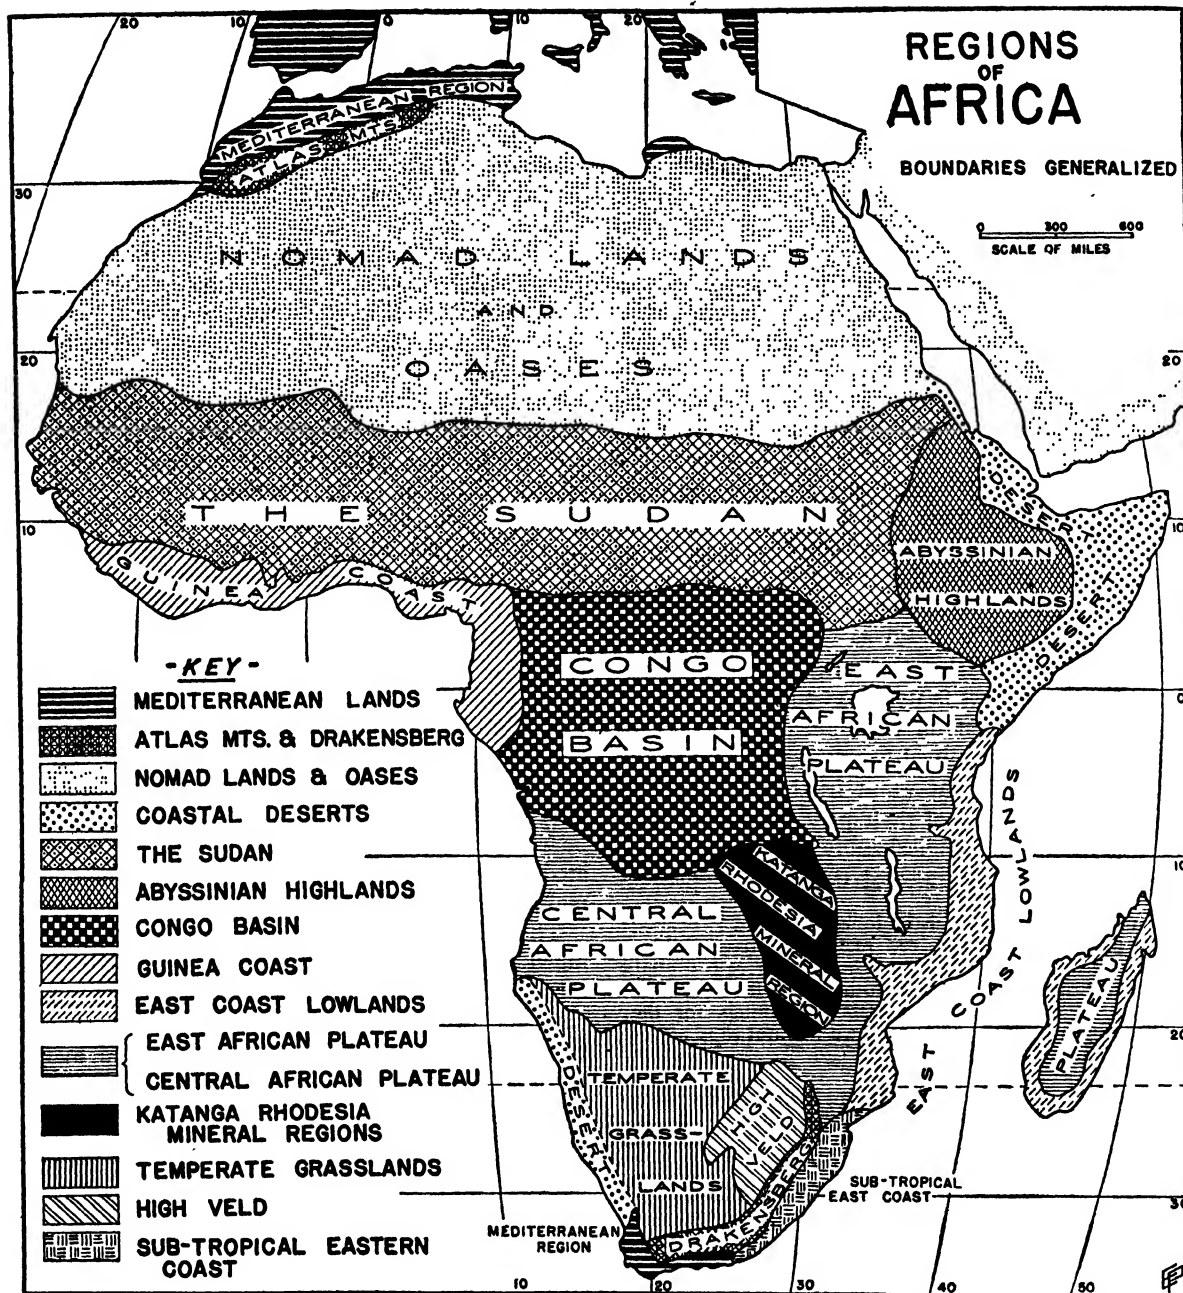 20
10
0
10
20
REGIONS
OF
AFRICA
BOUNDARIES GENERALIZED
0 300 600
SCALE OF MILES
MEDITERRANEAN REGION
ATLAS MTS.
30
NOMAD LANDS
AND
OASES
20
20
THE SUDAN
10
10
DESERT
ABYSSINIAN
HIGHLANDS
DESERT
GUINEA COAST
CONGO
BASIN
EAST
AFRICAN
PLATEAU
0
-KEY-
MEDITERRANEAN LANDS
ATLAS MTS. & DRAKENSBERG
NOMAD LANDS & OASES
COASTAL DESERTS
THE SUDAN
ABYSSINIAN HIGHLANDS
CONGO BASIN
GUINEA COAST
EAST COAST LOWLANDS
EAST AFRICAN PLATEAU
CENTRAL AFRICAN PLATEAU
KATANGA RHODESIA
MINERAL REGIONS
TEMPERATE GRASSLANDS
HIGH VELD
SUB-TROPICAL EASTERN
COAST
KATANGA
RHODESIA
MINERAL
REGION
10
CENTRAL
AFRICAN
PLATEAU
EAST COAST LOWLANDS
PLATEAU
20
DESERT
TEMPERATE
GRASS-
LANDS
HIGH
VELD
DRAKENSBERG
SUB-TROPICAL
EAST COAST
30
MEDITERRANEAN
REGION
10
20
30
40
50